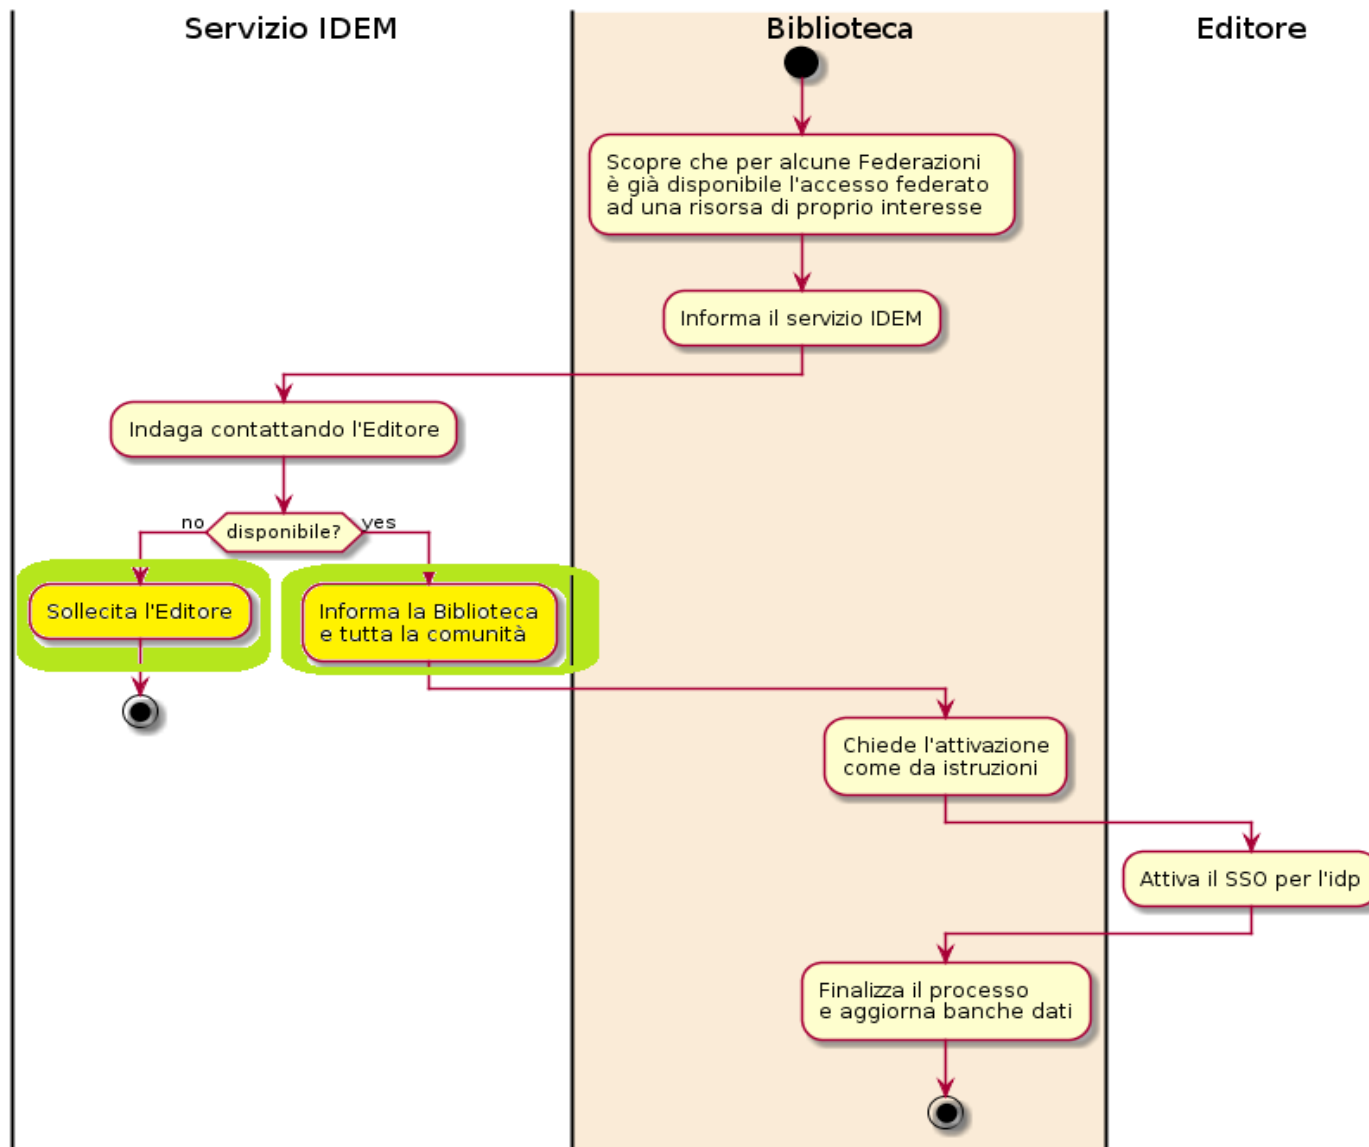 Servizio IDEM
Biblioteca
Editore
Scopre che per alcune Federazioni
è già disponibile l'accesso federato
ad una risorsa di proprio interesse
Informa il servizio IDEM
Indaga contattando l'Editore
no
disponibile?
yes
Sollecita l'Editore
Informa la Biblioteca
e tutta la comunità
Chiede l'attivazione
come da istruzioni
Attiva il SSO per l'idp
Finalizza il processo
e aggiorna banche dati